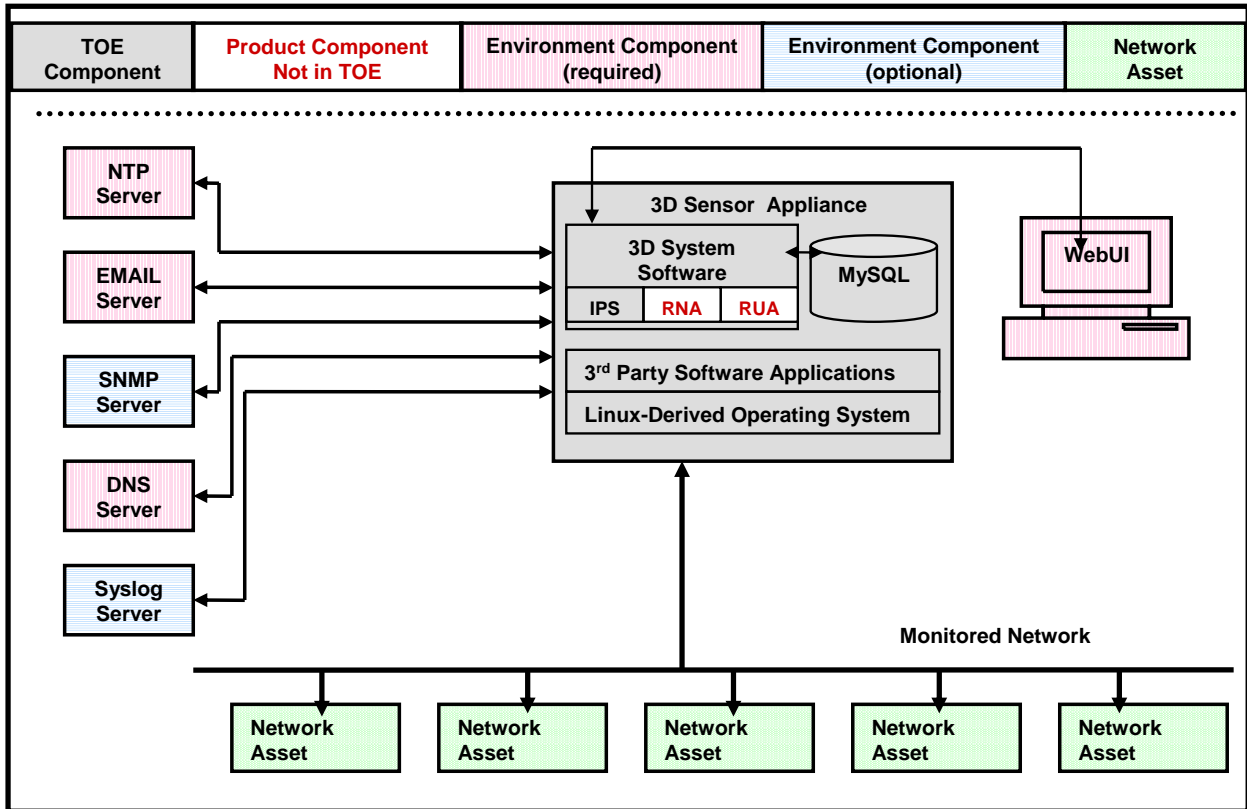 TOE
Component
Product Component
Not in TOE
Environment Component
(required)
Environment Component
(optional)
Network
Asset
NTP
Server
EMAIL
Server
SNMP
Server
DNS
Server
Syslog
Server
3D Sensor Appliance
3D System
Software
IPS
RNA
RUA
MySQL
3rd Party Software Applications
Linux-Derived Operating System
WebUI
Monitored Network
Network
Asset
Network
Asset
Network
Asset
Network
Asset
Network
Asset